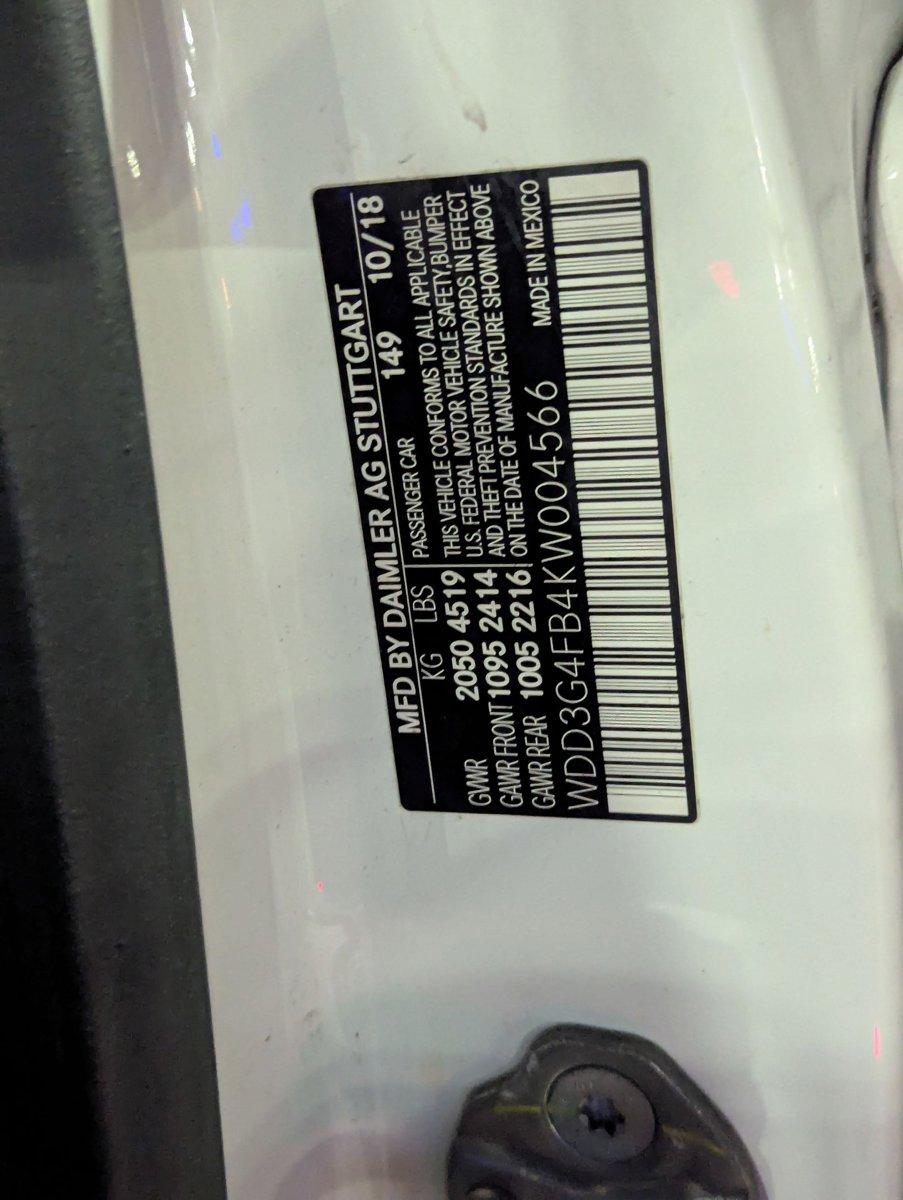 MFD BY DAIMLER AG STUTTGART
KG LBS
149 10/18
PASSENGER CAR
GVWR 2050 4519
GAWR FRONT 1095 2414
GAWR REAR 1005 2216
THIS VEHICLE CONFORMS TO ALL APPLICABLE
U.S. FEDERAL MOTOR VEHICLE SAFETY,BUMPER
AND THEFT PREVENTION STANDARDS IN EFFECT
ON THE DATE OF MANUFACTURE SHOWN ABOVE
MADE IN MEXICO
WDD3G4FB4KW004566